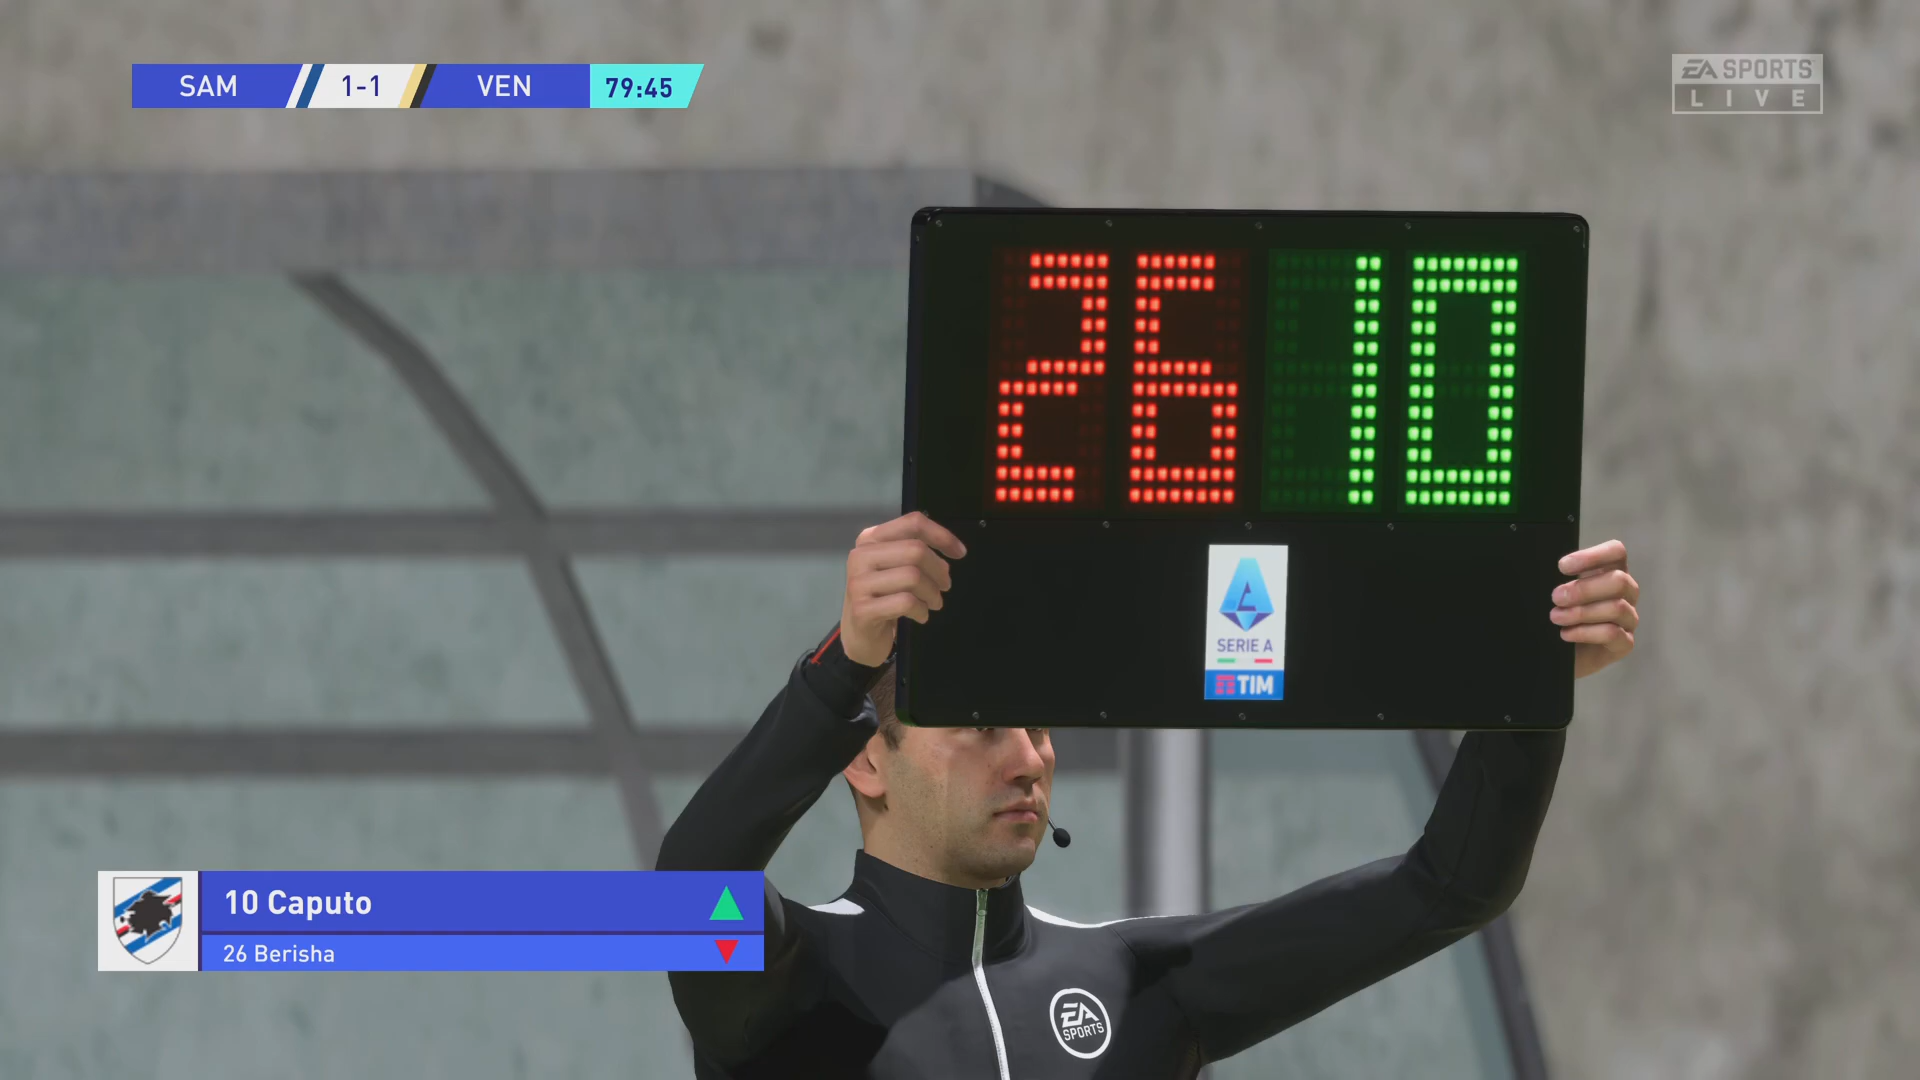 SAM 1-1 VEN 79:45
EA SPORTS
LIVE
26 10
SERIE A
TIM
10 Caputo
26 Berisha
EA
SPORTS